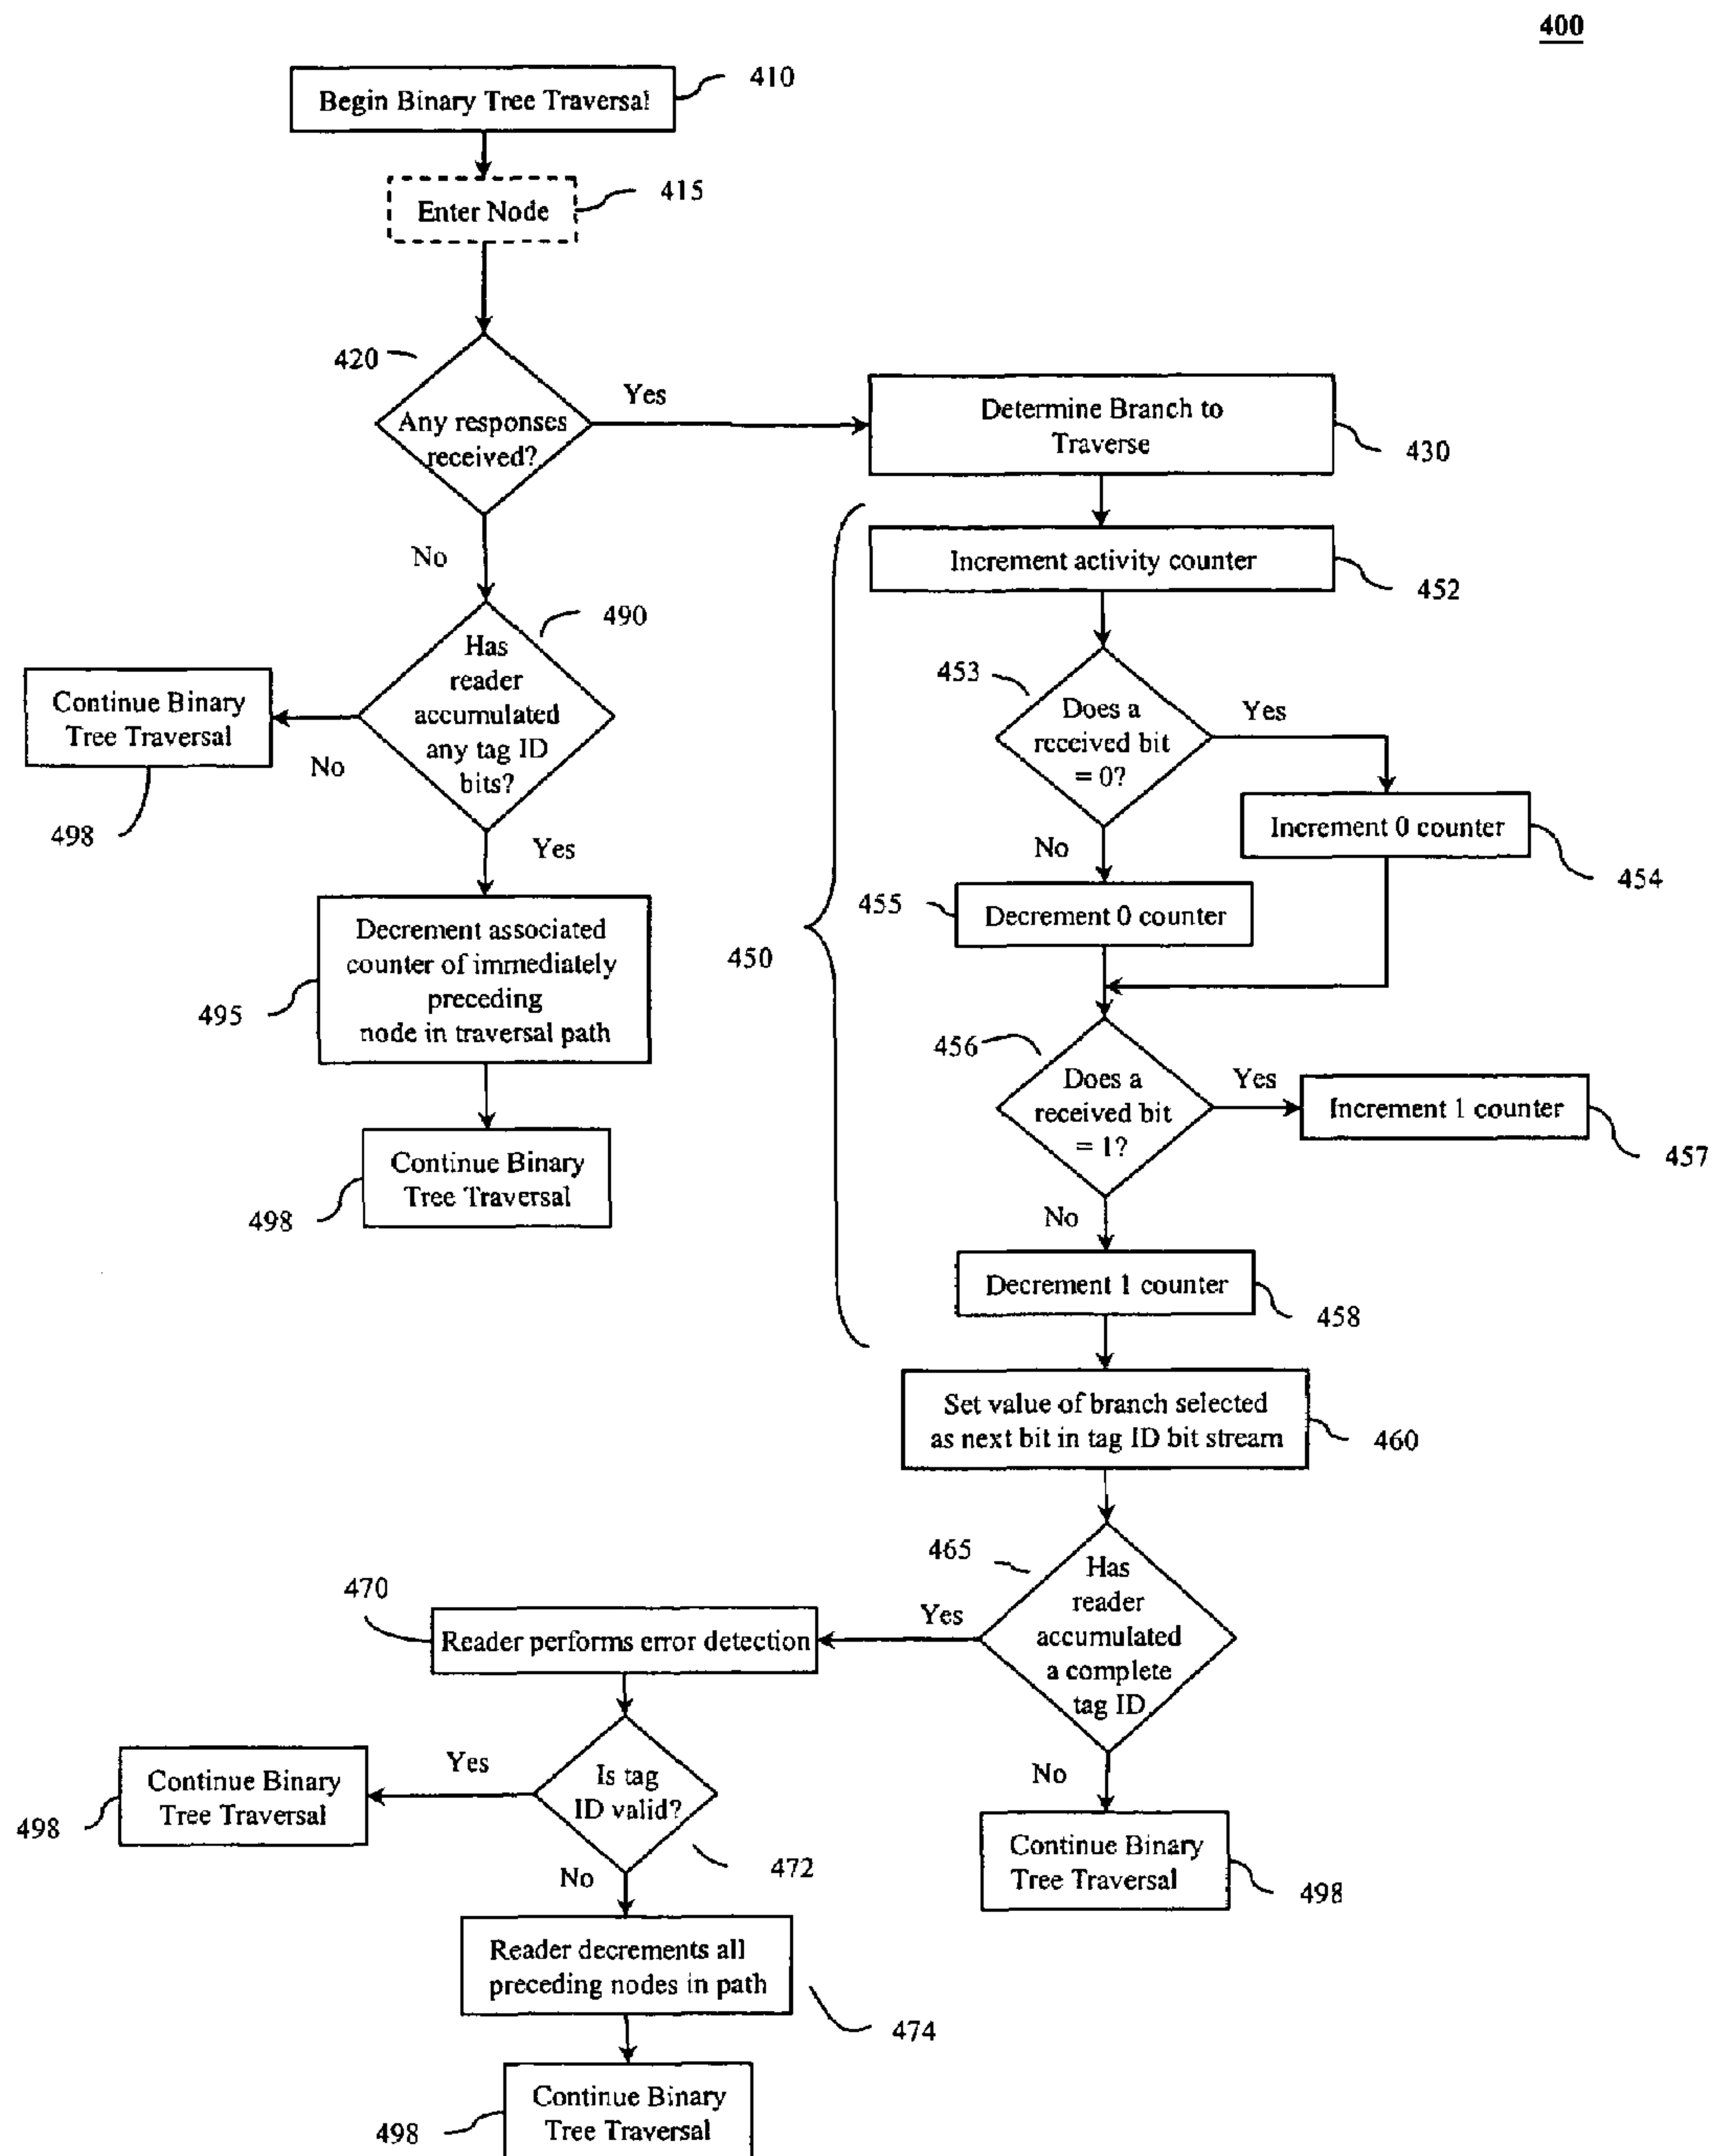 400
Begin Binary Tree Traversal
410
Enter Node
415
420
Any responses
received?
Yes
No
Determine Branch to
Traverse
430
Increment activity counter
452
450
453
Does a
received bit
= 0?
Yes
No
Increment 0 counter
454
455
Decrement 0 counter
456
Does a
received bit
= 1?
Yes
No
Increment 1 counter
457
Decrement 1 counter
458
Set value of branch selected
as next bit in tag ID bit stream
460
465
Has
reader
accumulated
a complete
tag ID
Yes
No
Continue Binary
Tree Traversal
498
470
Reader performs error detection
Is tag
ID valid?
472
Yes
No
Continue Binary
Tree Traversal
498
Reader decrements all
preceding nodes in path
474
Continue Binary
Tree Traversal
498
490
Has
reader
accumulated
any tag ID
bits?
No
Yes
Continue Binary
Tree Traversal
498
Decrement associated
counter of immediately
preceding
node in traversal path
495
Continue Binary
Tree Traversal
498